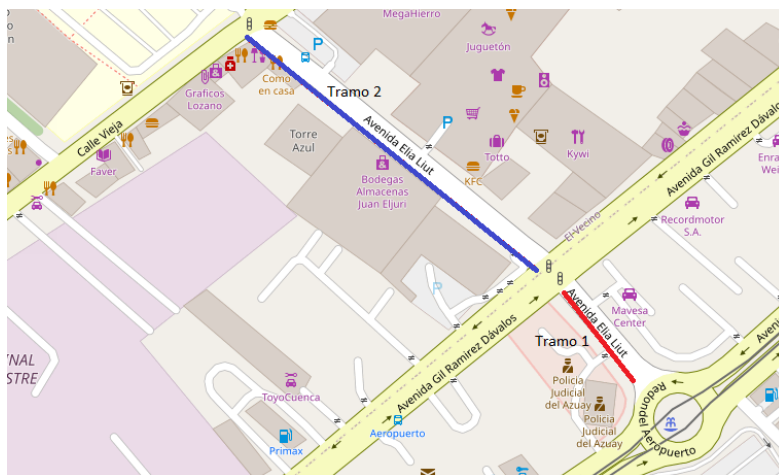 MegaHierro
Juguetón
P
Como
en casa
Graficos
Lozano
Tramo 2
P
Calle Vieja
Torre
Azul
Avenida Elia Liut
Totto
Kywi
Avenida Gil Ramirez Dávalos
Faver
Bodegas
Almacenas
Juan Eljuri
KFC
Recordmotor
S.A.
El-Vecino
Avenida Elia Liut
Mavesa
Center
Tramo 1
Avenida Gil Ramirez Dávalos
Policia
Judicial
del Azuay
Policia
Judicial
del Azuay
Redondel Aeropuerto
ToyoCuenca
Aeropuerto
Primax